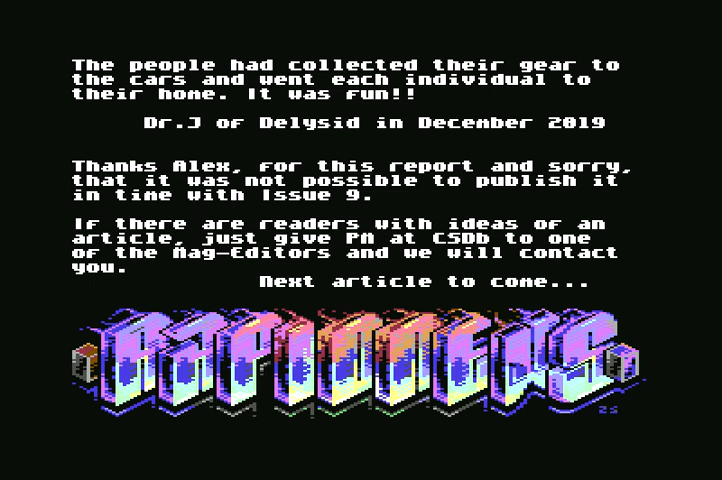 The people had collected their gear to
the cars and went each individual to
their home. It was fun!!
Dr.J of Delysid in December 2019
Thanks Alex, for this report and sorry,
that it was not possible to publish it
in time with Issue 9.
If there are readers with ideas of an
article, just give PM at CSDb to one
of the Mag-Editors and we will contact
you.
Next article to come...
RAPIDNEWS